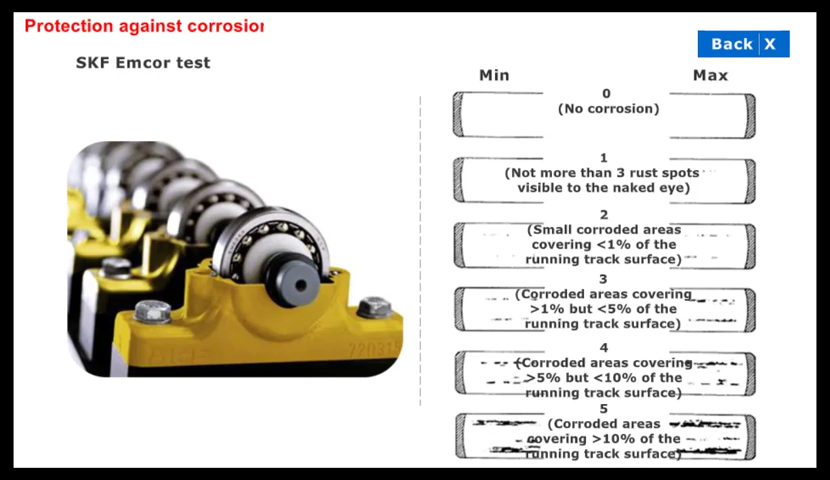 Protection against corrosion
Back X
SKF Emcor test
Min Max
0
(No corrosion)
1
(Not more than 3 rust spots
visible to the naked eye)
2
(Small corroded areas
covering <1% of the
running track surface)
3
(Corroded areas covering
>1% but <5% of the
running track surface)
4
(Corroded areas covering
>5% but <10% of the
running track surface)
5
(Corroded areas
covering >10% of the
running track surface)